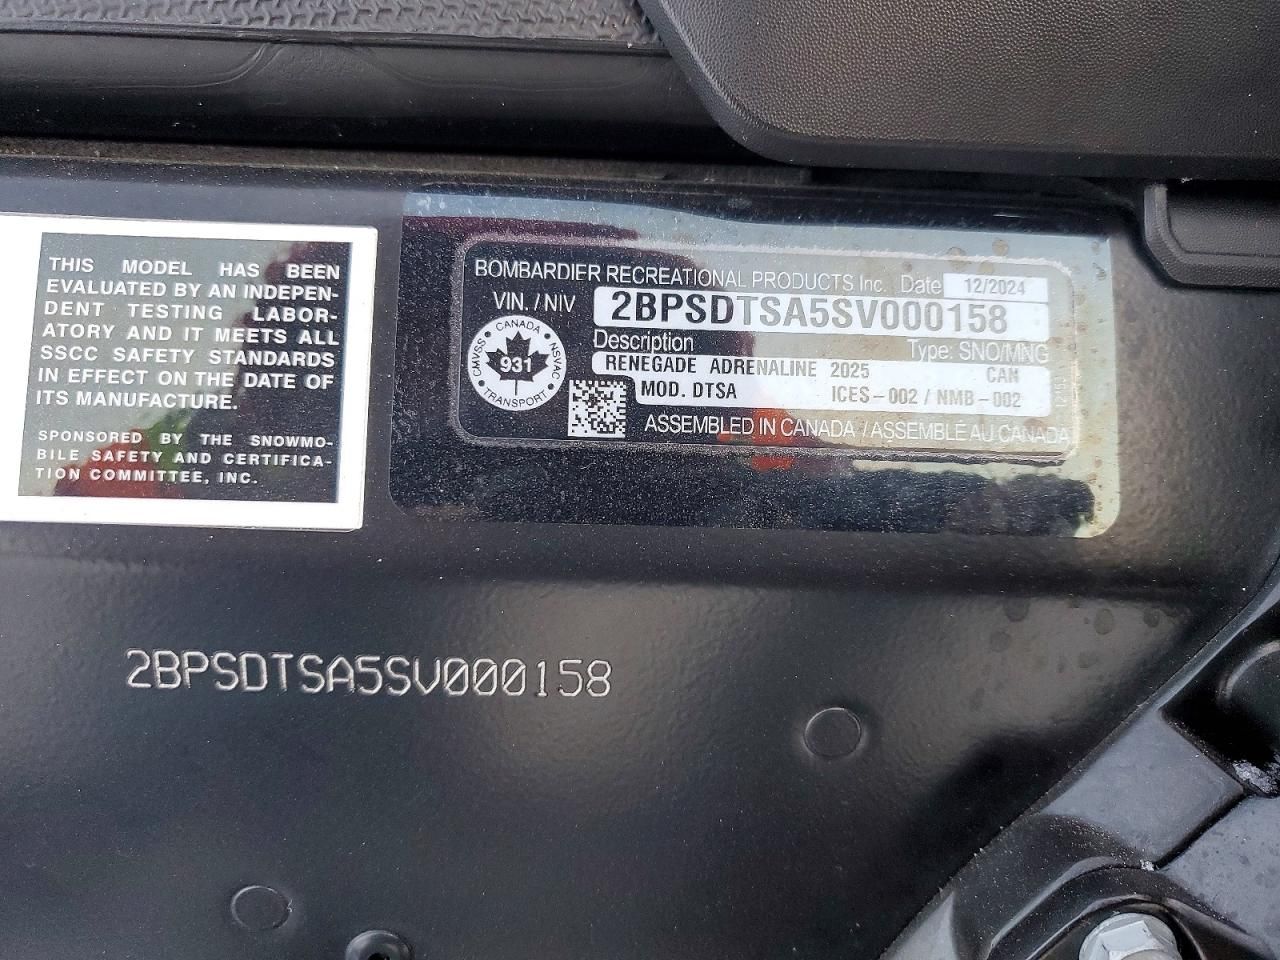 THIS MODEL HAS BEEN
EVALUATED BY AN INDEPEN-
DENT TESTING LABOR-
ATORY AND IT MEETS ALL
SSCC SAFETY STANDARDS
IN EFFECT ON THE DATE OF
ITS MANUFACTURE.
SPONSORED BY THE SNOWMO-
BILE SAFETY AND CERTIFICA-
TION COMMITTEE, INC.
BOMBARDIER RECREATIONAL PRODUCTS Inc. Date 12/2024
VIN. / NIV 2BPSDTSA5SV000158
Description Type: SNO/MNG
RENEGADE ADRENALINE 2025 CAN
MOD. DTSA ICES-002 / NMB-002
ASSEMBLED IN CANADA / ASSEMBLÉ AU CANADA
CANADA
CMVSS 931 NSVAC
TRANSPORT
2BPSDTSA5SV000158